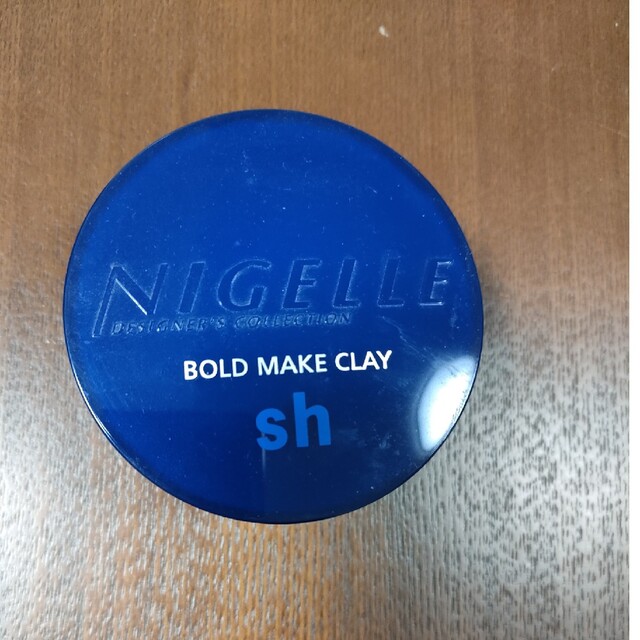 NIGELLE
DESIGNER'S COLLECTION
BOLD MAKE CLAY
sh